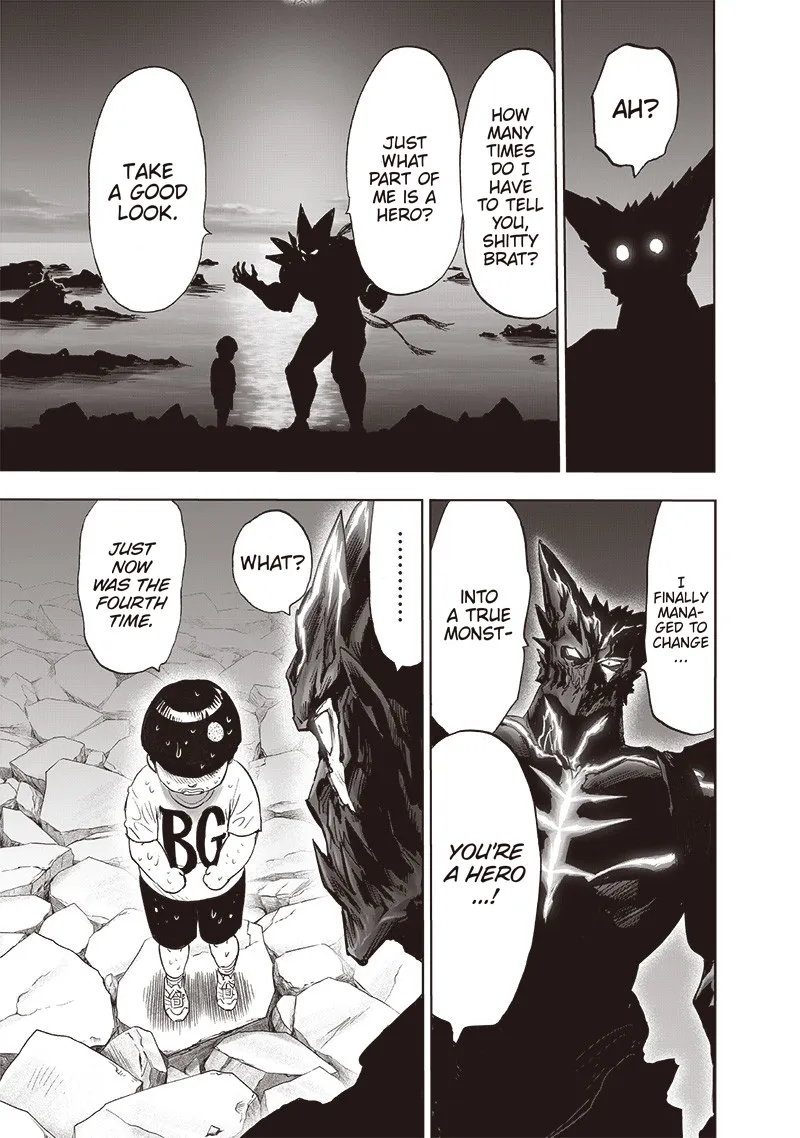 AH?
HOW
MANY
TIMES
DO I
HAVE
TO TELL
YOU,
SHITTY
BRAT?
JUST
WHAT
PART OF
ME IS A
HERO?
TAKE
A GOOD
LOOK.
I
FINALLY
MANA-
GED TO
CHANGE
...
INTO
A TRUE
MONST-
YOU'RE
A HERO
...!
.........
WHAT?
JUST
NOW
WAS THE
FOURTH
TIME.
BG